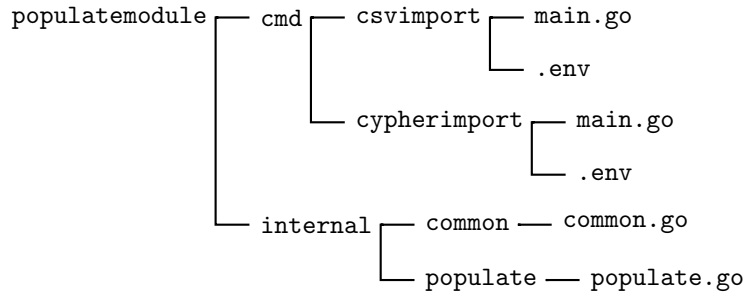 populatemodule cmd csvimport main.go
.env
cypherimport main.go
.env
internal common common.go
populate populate.go